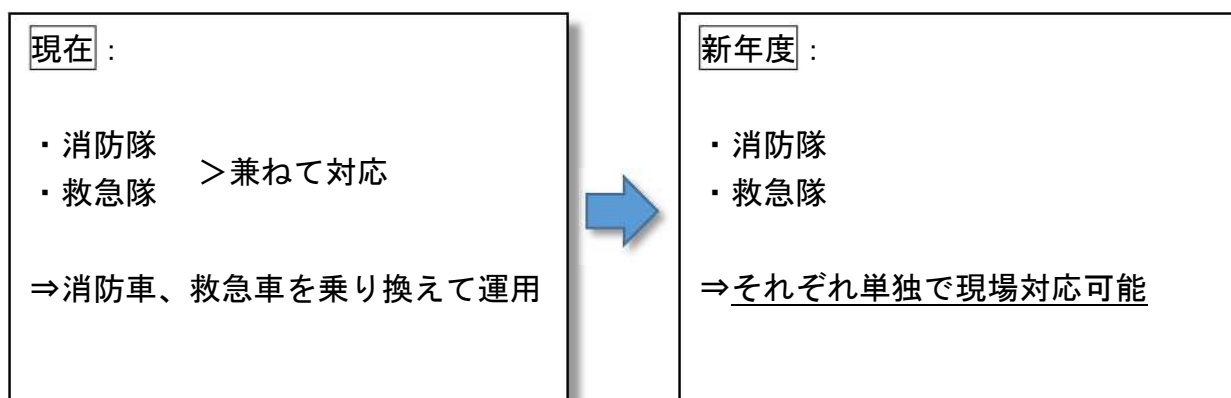 現在:
・消防隊
・救急隊
>兼ねて対応
⇒消防車、救急車を乗り換えて運用
新年度:
・消防隊
・救急隊
⇒それぞれ単独で現場対応可能